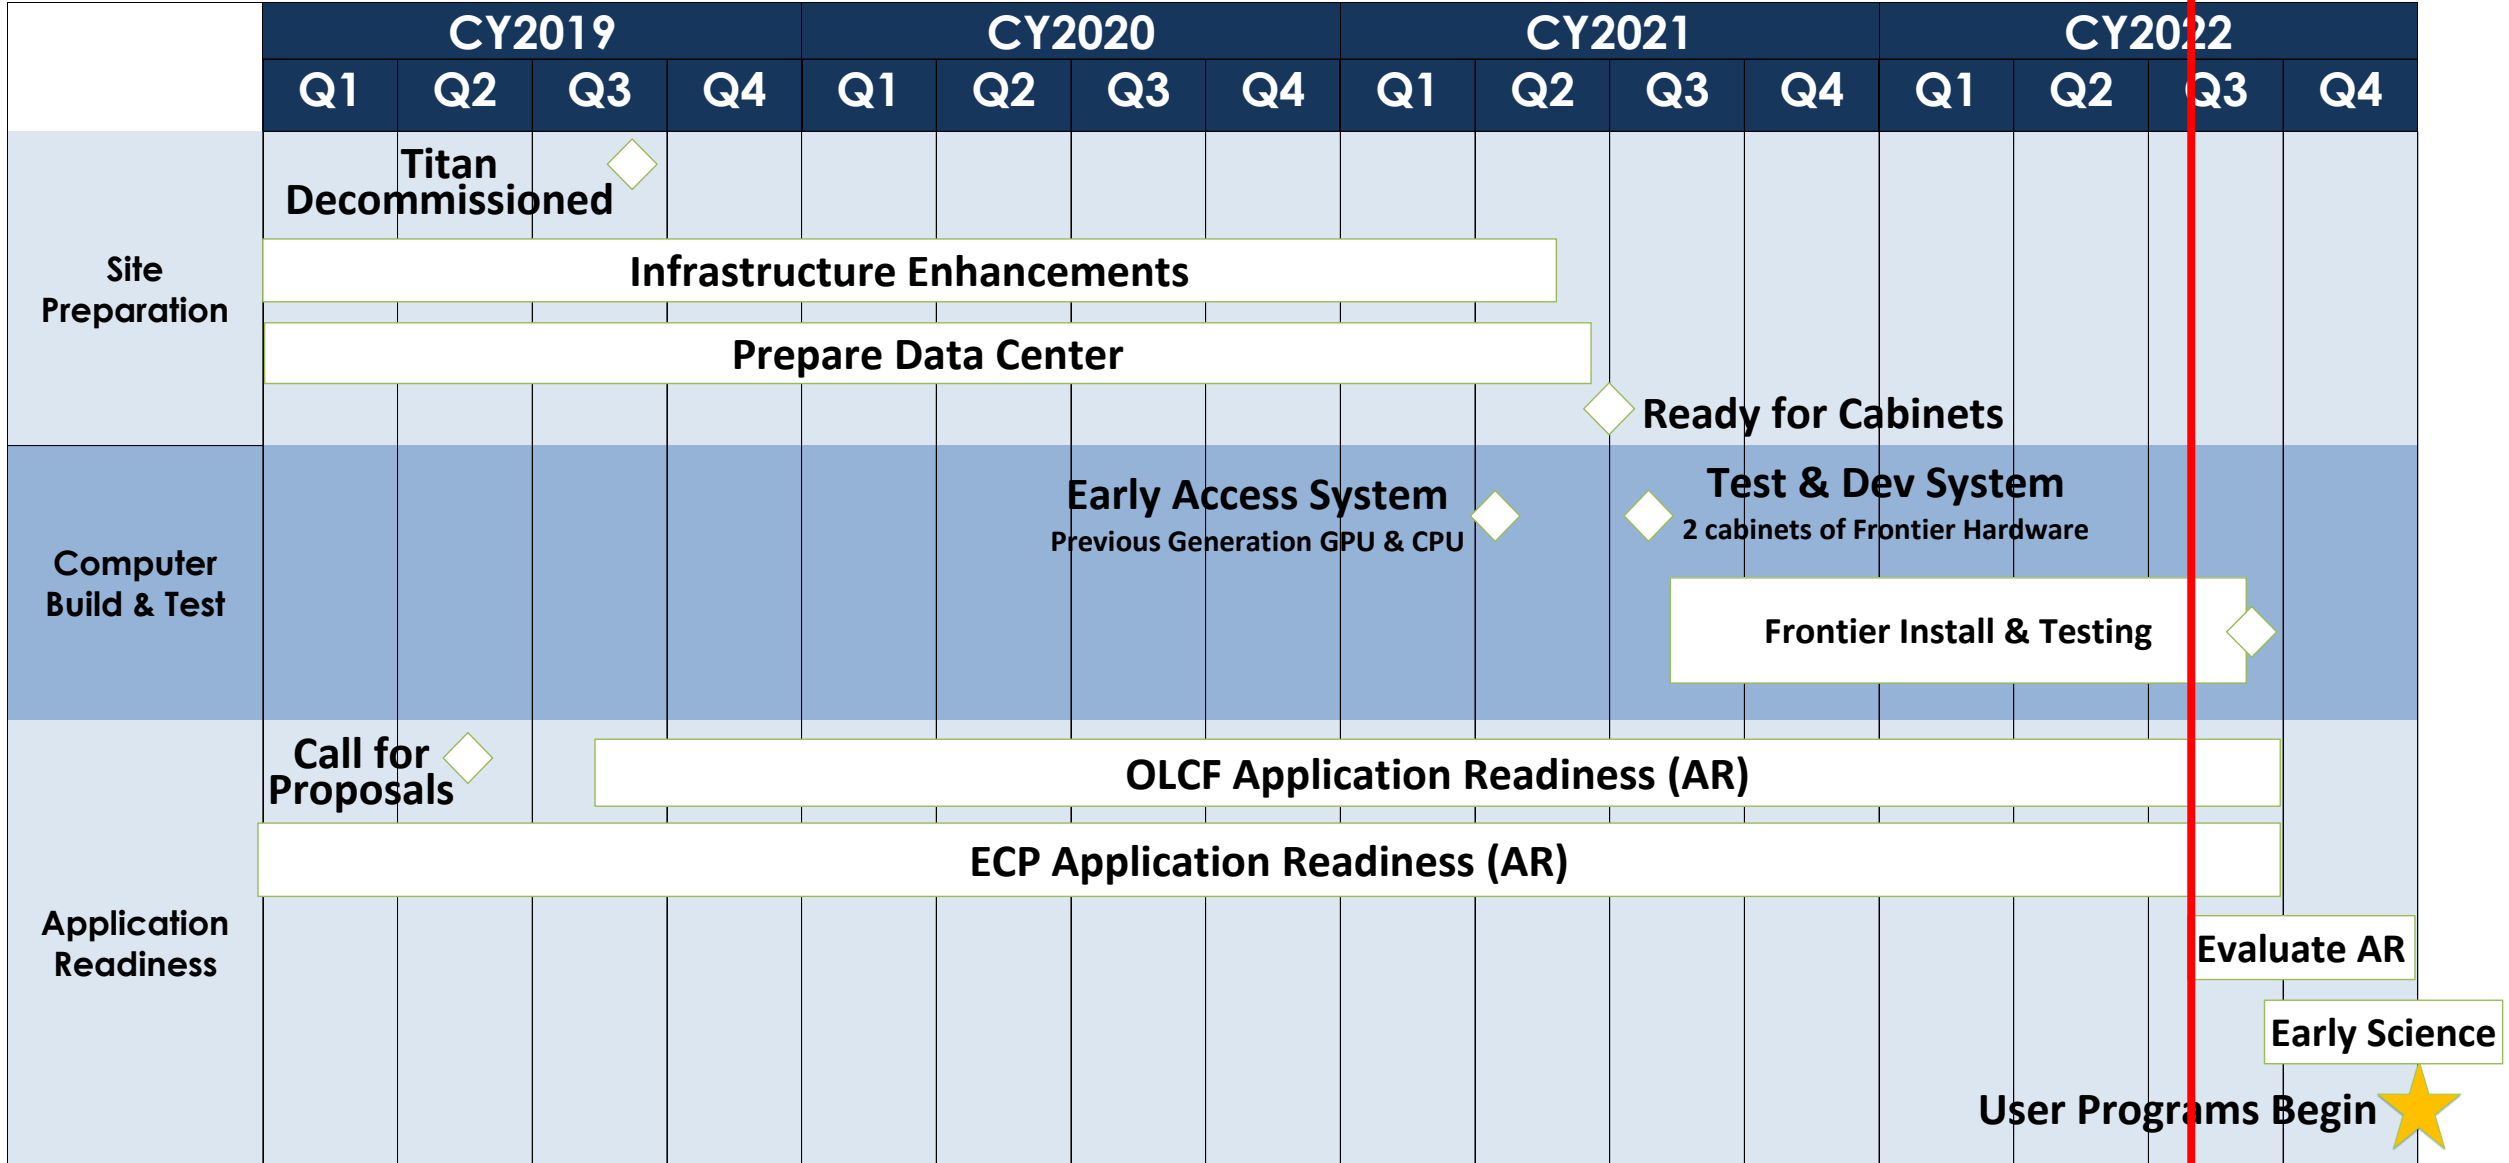 CY2019 CY2020 CY2021 CY2022
Q1 Q2 Q3 Q4 Q1 Q2 Q3 Q4 Q1 Q2 Q3 Q4 Q1 Q2 Q3 Q4
Site
Preparation
Titan
Decommissioned
Infrastructure Enhancements
Prepare Data Center
Ready for Cabinets
Computer
Build & Test
Early Access System
Previous Generation GPU & CPU
Test & Dev System
2 cabinets of Frontier Hardware
Frontier Install & Testing
Application
Readiness
Call for
Proposals
OLCF Application Readiness (AR)
ECP Application Readiness (AR)
Evaluate AR
Early Science
User Programs Begin